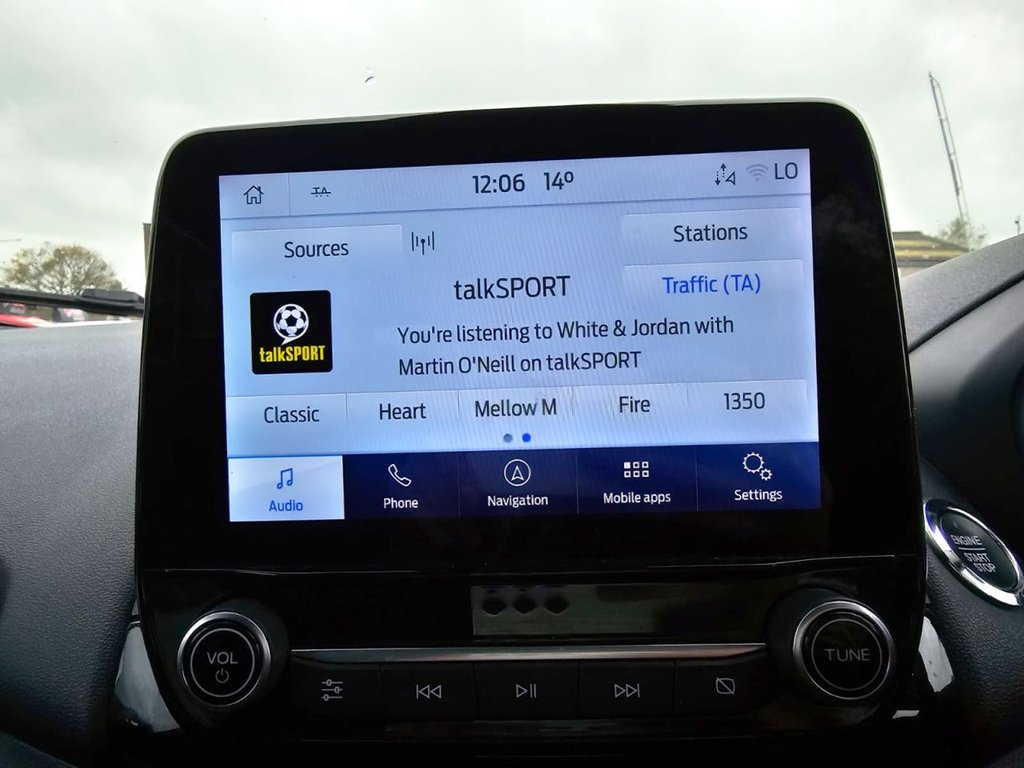 TA
12:06 14º
LO
Sources
Stations
talkSPORT
Traffic (TA)
talkSPORT
You're listening to White & Jordan with
Martin O'Neill on talkSPORT
Classic
Heart
Mellow M
Fire
1350
Audio
Phone
Navigation
Mobile apps
Settings
ENGINE
START
STOP
VOL
TUNE